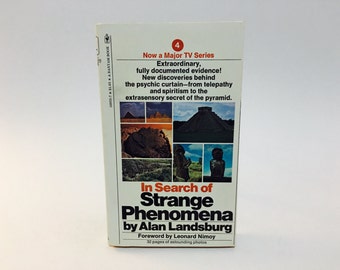 4
Now a Major TV Series
Extraordinary,
fully documented evidence!
New discoveries behind
the psychic curtain—from telepathy
and spiritism to the
extrasensory secret of the pyramid.
In Search of
Strange
Phenomena
by Alan Landsburg
Foreword by Leonard Nimoy
32 pages of astounding photos